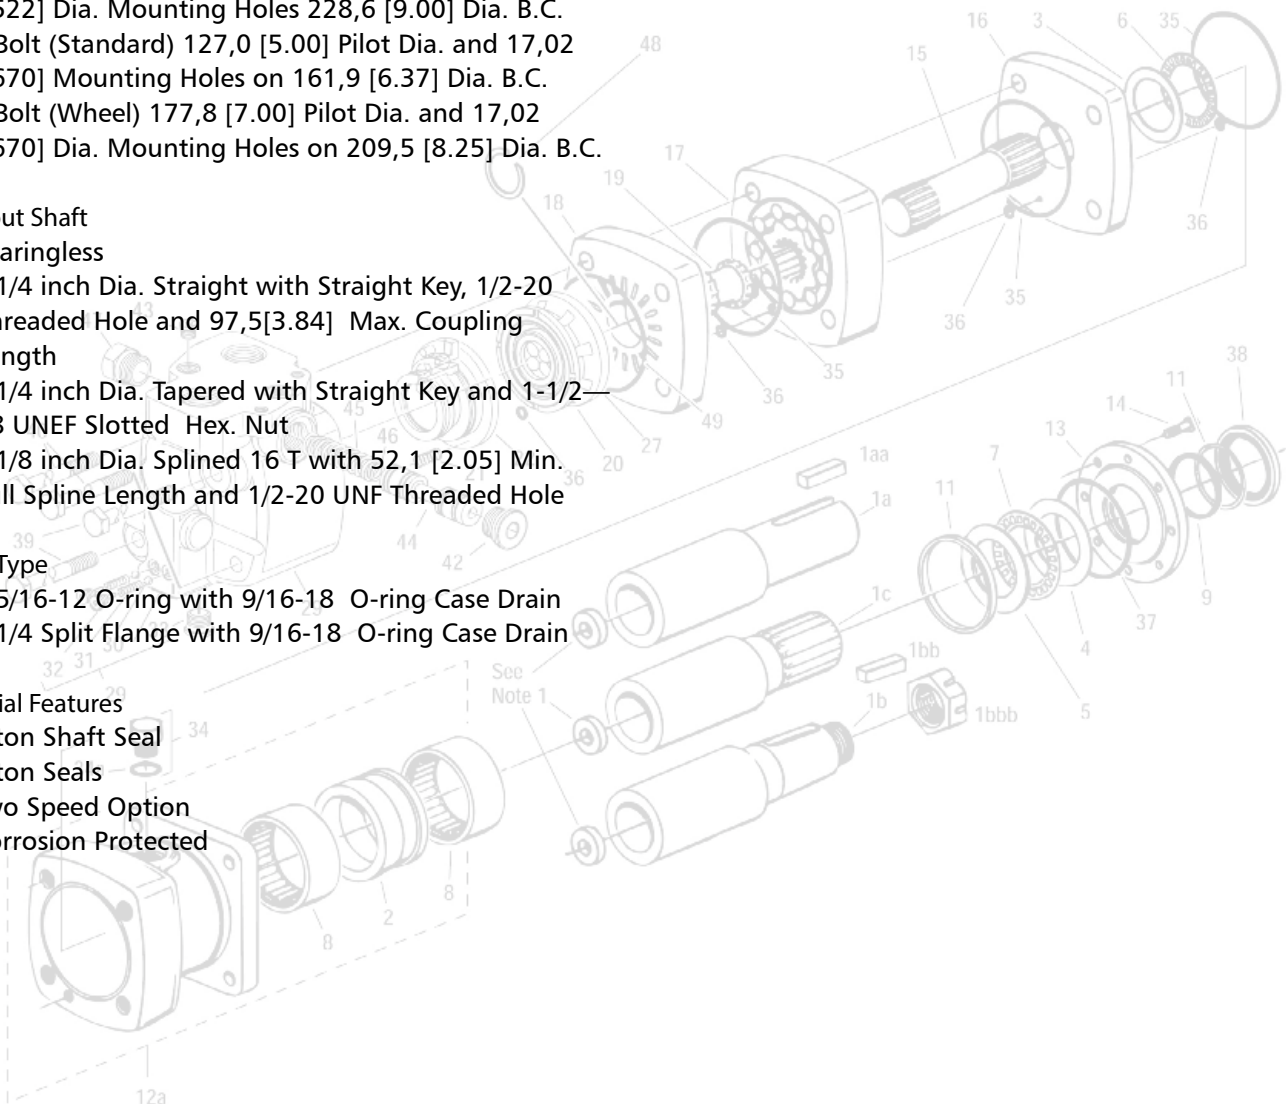 522] Dia. Mounting Holes 228,6 [9.00] Dia. B.C.
Bolt (Standard) 127,0 [5.00] Pilot Dia. and 17,02
670] Mounting Holes on 161,9 [6.37] Dia. B.C.
Bolt (Wheel) 177,8 [7.00] Pilot Dia. and 17,02
670] Dia. Mounting Holes on 209,5 [8.25] Dia. B.C.
out Shaft
aringless
1/4 inch Dia. Straight with Straight Key, 1/2-20
hreaded Hole and 97,5[3.84] Max. Coupling
ngth
1/4 inch Dia. Tapered with Straight Key and 1-1/2—
8 UNEF Slotted Hex. Nut
1/8 inch Dia. Splined 16 T with 52,1 [2.05] Min.
ll Spline Length and 1/2-20 UNF Threaded Hole
Type
5/16-12 O-ring with 9/16-18 O-ring Case Drain
1/4 Split Flange with 9/16-18 O-ring Case Drain
ial Features
ton Shaft Seal
ton Seals
vo Speed Option
orrosion Protected
16
3
6
35
15
48
17
19
18
36
35
36
35
36
49
27
20
36
21
46
45
43
44
42
39
32
31
30
29
34
38
11
14
13
7
11
9
37
4
5
1aa
1a
1c
1bb
1b
1bbb
See
Note 1
8
2
8
12a